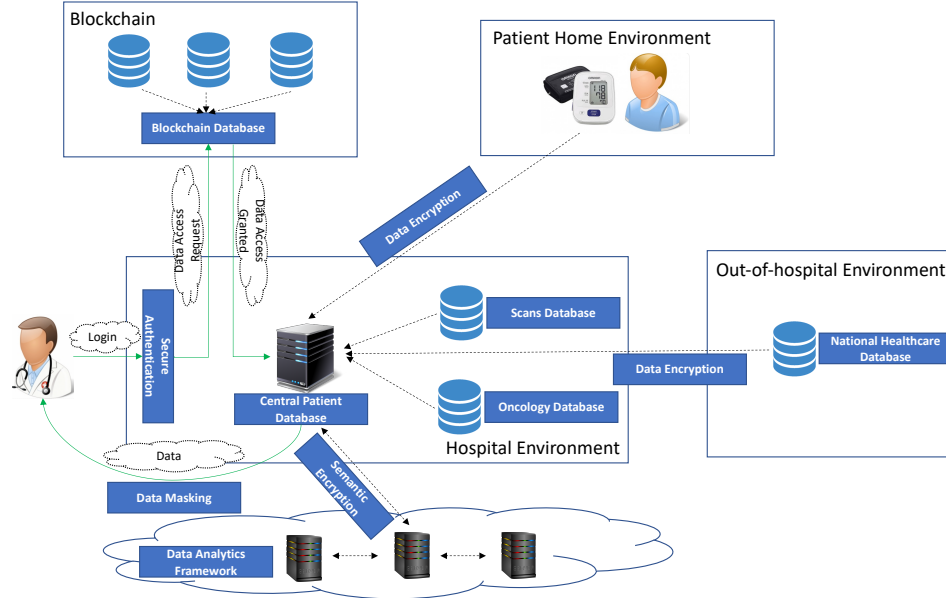 Blockchain
Blockchain Database
Patient Home Environment
Data Access
Request
Data Access
Granted
Data Encryption
Out-of-hospital Environment
Login
Secure
Authentication
Scans Database
National Healthcare
Database
Data Encryption
Central Patient
Database
Oncology Database
Hospital Environment
Data
Semantic
Encryption
Data Masking
Data Analytics
Framework